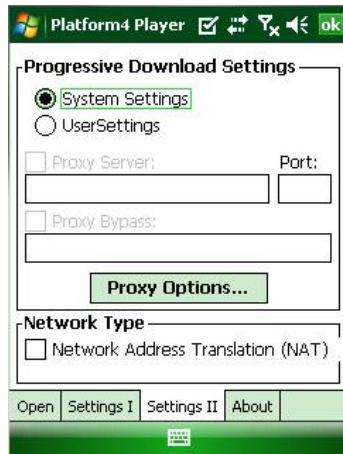 Platform4 Player ok
Progressive Download Settings
System Settings
UserSettings
Proxy Server: Port:
Proxy Bypass:
Proxy Options...
Network Type
Network Address Translation (NAT)
Open Settings I Settings II About